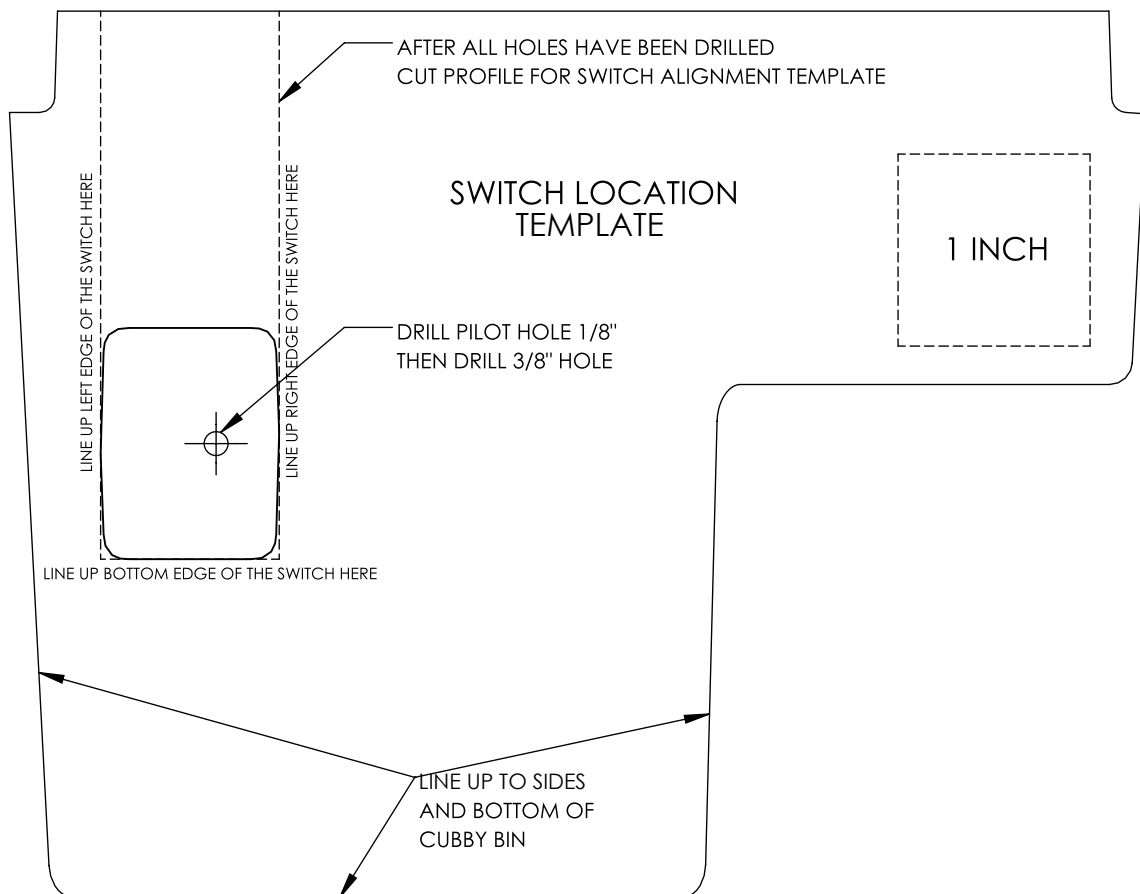 AFTER ALL HOLES HAVE BEEN DRILLED
CUT PROFILE FOR SWITCH ALIGNMENT TEMPLATE
SWITCH LOCATION
TEMPLATE
1 INCH
LINE UP LEFT EDGE OF THE SWITCH HERE
LINE UP RIGHT EDGE OF THE SWITCH HERE
DRILL PILOT HOLE 1/8"
THEN DRILL 3/8" HOLE
LINE UP BOTTOM EDGE OF THE SWITCH HERE
LINE UP TO SIDES
AND BOTTOM OF
CUBBY BIN